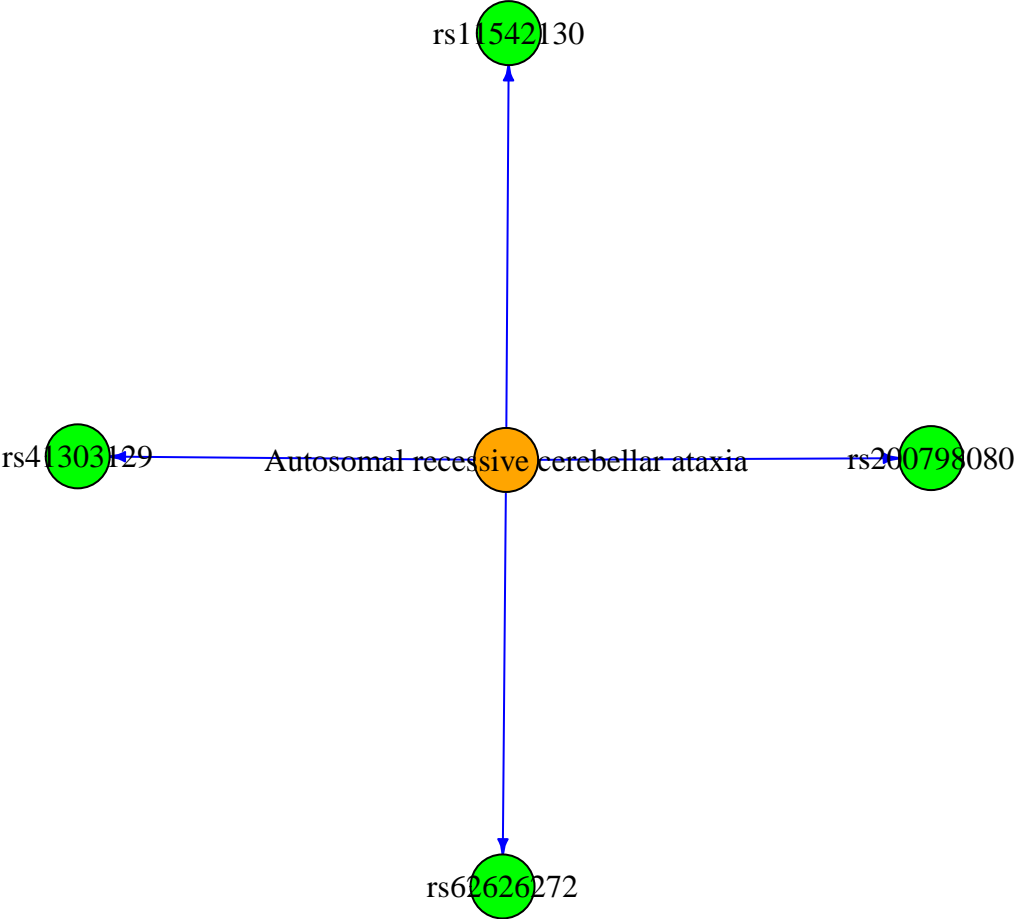 rs11542130
rs41303129
Autosomal recessive cerebellar ataxia
rs200798080
rs62626272